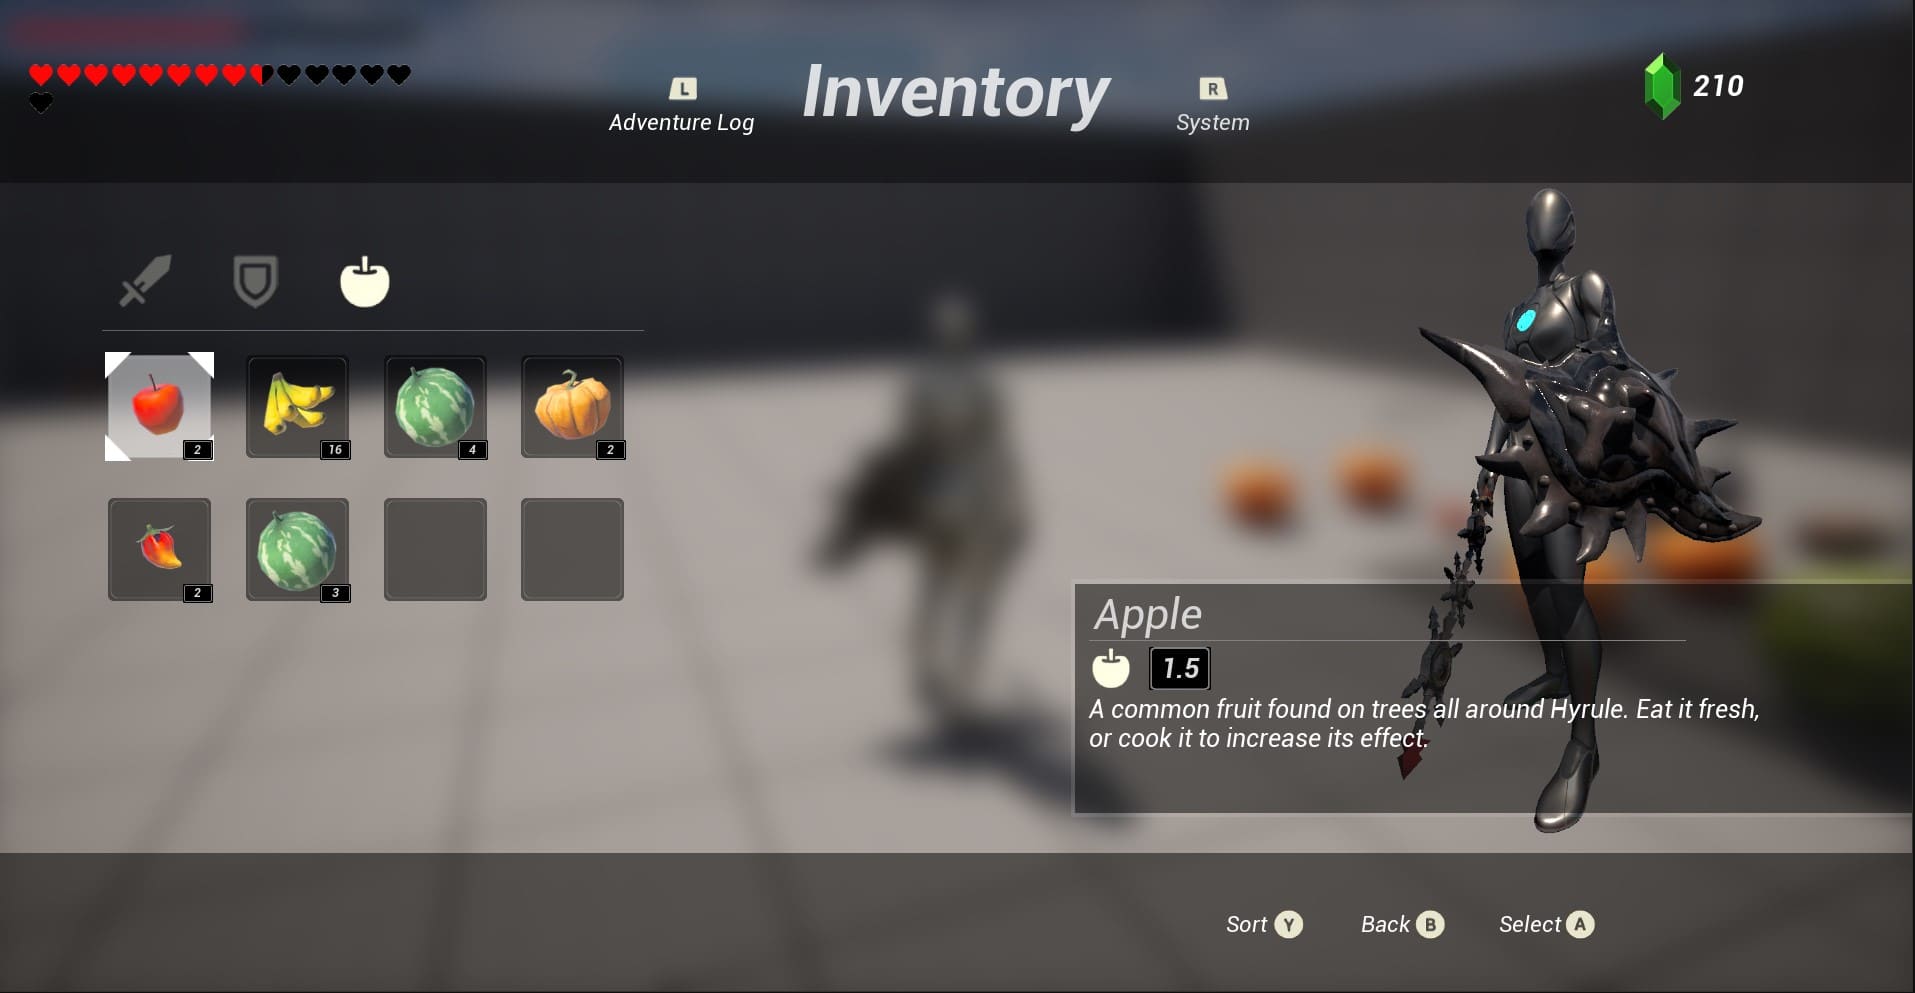 L
Inventory
R
210
Adventure Log
System
2
16
4
2
2
3
Apple
1.5
A common fruit found on trees all around Hyrule. Eat it fresh,
or cook it to increase its effect.
Sort Y
Back B
Select A